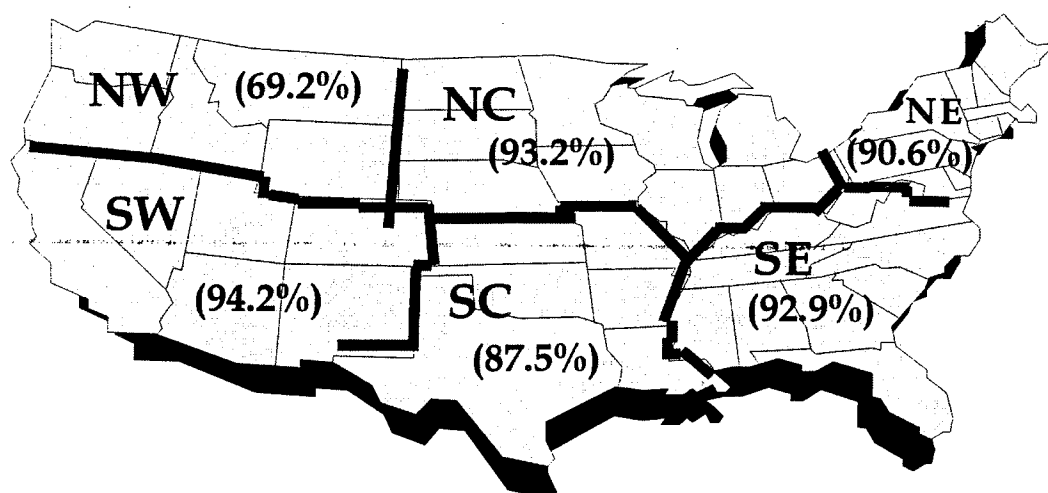 NW
(69.2%)
NC
(93.2%)
NE
(90.6%)
SW
(94.2%)
SC
(87.5%)
SE
(92.9%)